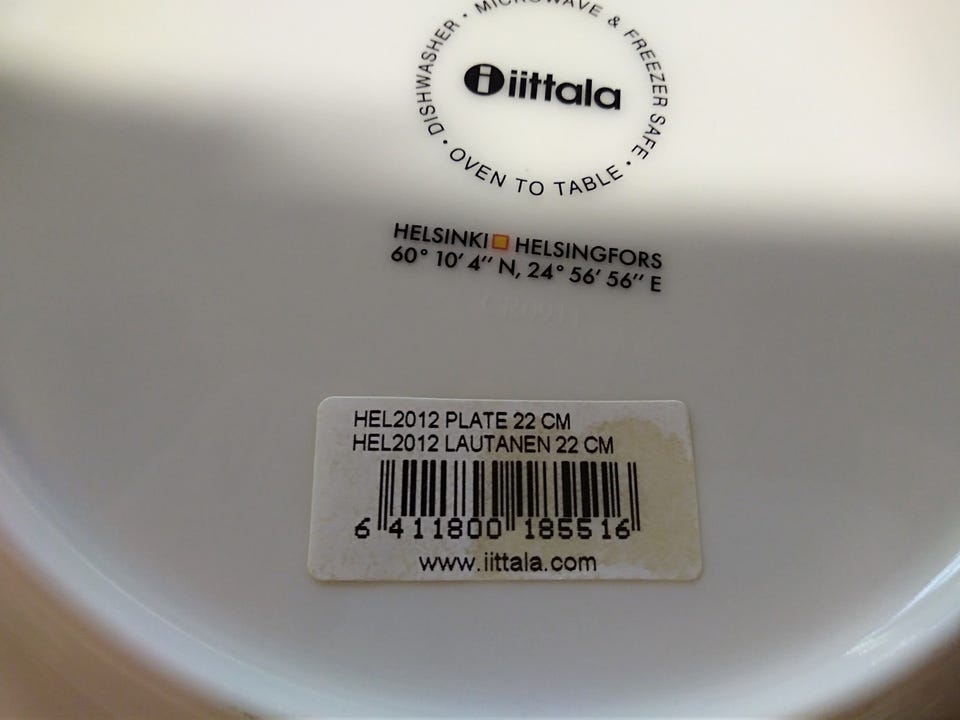 · DISHWASHER · MICROWAVE & FREEZER SAFE · OVEN TO TABLE
iittala
HELSINKI HELSINGFORS
60° 10' 4'' N, 24° 56' 56'' E
HEL2012 PLATE 22 CM
HEL2012 LAUTANEN 22 CM
6 411800 185516
www.iittala.com